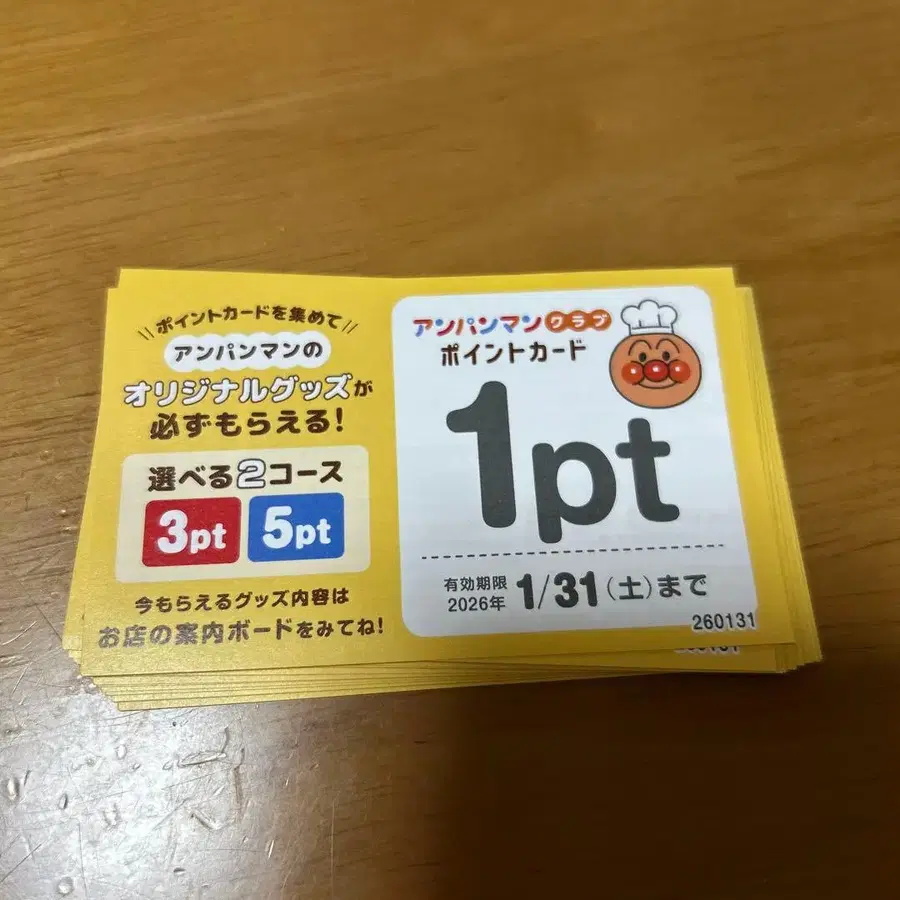 ポイントカードを集めて
アンパンマンの
オリジナルグッズが
必ずもらえる!
選べる2コース
3pt 5pt
今もらえるグッズ内容は
お店の案内ボードをみてね!
アンパンマンクラブ
ポイントカード
1pt
有効期限
2026年 1/31(土)まで
260131